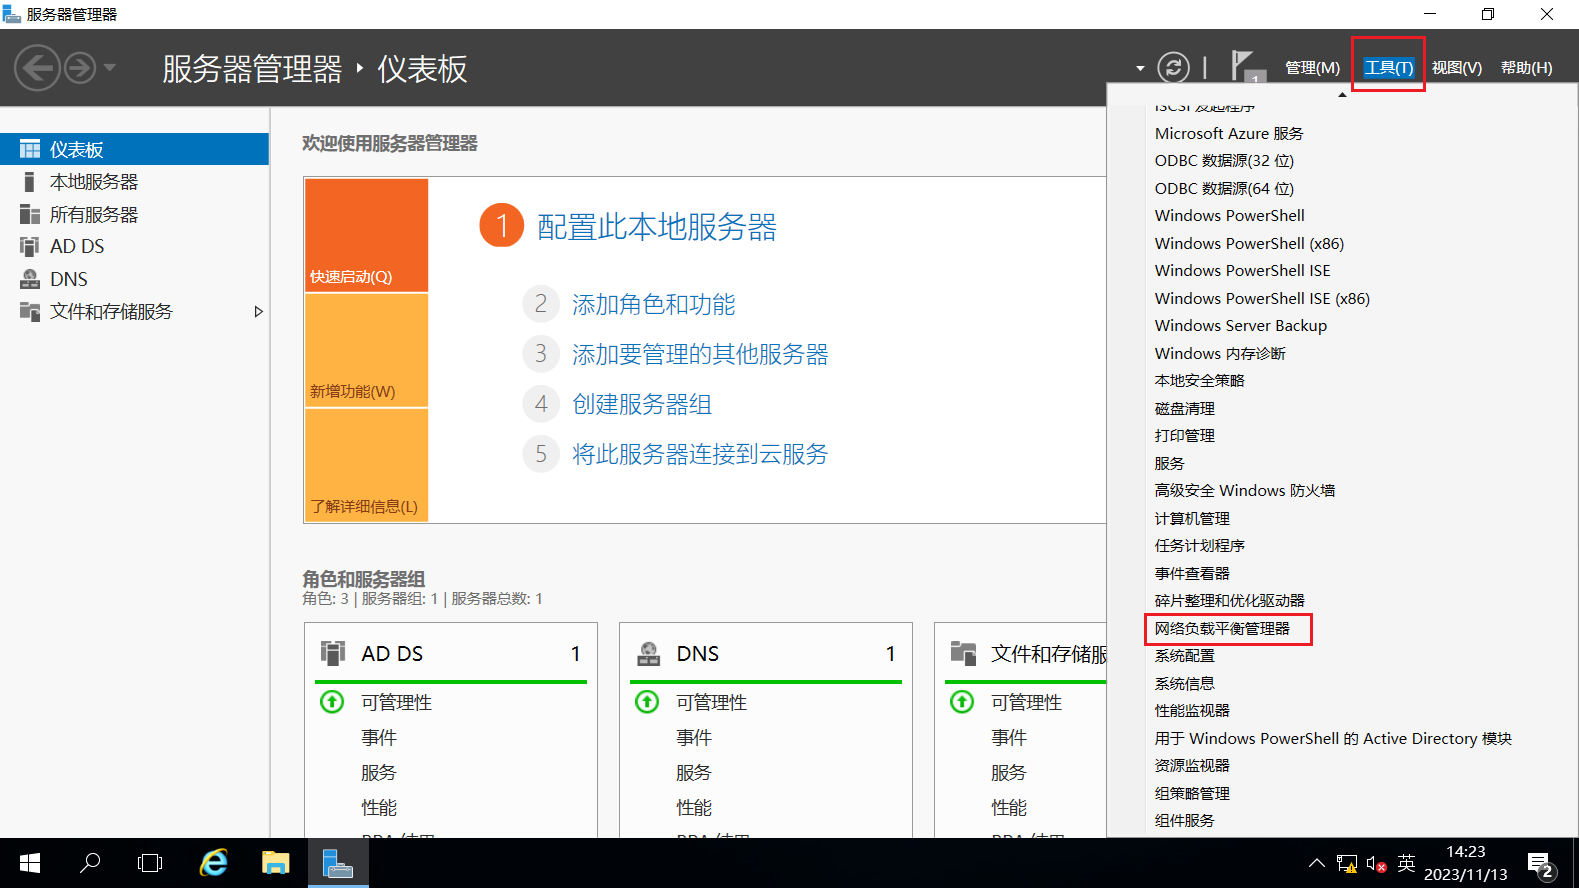 服务器管理器
服务器管理器 ‣ 仪表板
1
管理(M)
工具(T)
视图(V)
帮助(H)
仪表板
本地服务器
所有服务器
AD DS
DNS
文件和存储服务
欢迎使用服务器管理器
快速启动(Q)
新增功能(W)
了解详细信息(L)
1 配置此本地服务器
2 添加角色和功能
3 添加要管理的其他服务器
4 创建服务器组
5 将此服务器连接到云服务
角色和服务器组
角色: 3 | 服务器组: 1 | 服务器总数: 1
AD DS 1
可管理性
事件
服务
性能
DNS 1
可管理性
事件
服务
性能
文件和存储服
可管理性
事件
服务
性能
iSCSI 发起程序
Microsoft Azure 服务
ODBC 数据源(32 位)
ODBC 数据源(64 位)
Windows PowerShell
Windows PowerShell (x86)
Windows PowerShell ISE
Windows PowerShell ISE (x86)
Windows Server Backup
Windows 内存诊断
本地安全策略
磁盘清理
打印管理
服务
高级安全 Windows 防火墙
计算机管理
任务计划程序
事件查看器
碎片整理和优化驱动器
网络负载平衡管理器
系统配置
系统信息
性能监视器
用于 Windows PowerShell 的 Active Directory 模块
资源监视器
组策略管理
组件服务
英
14:23
2023/11/13
2